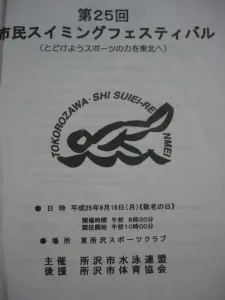 第25回
市民スイミングフェスティバル
（とどけようスポーツの力を東北へ）
TOKOROZAWA-SHI SUIEI-RENMEI
● 日 時 平成25年9月16日(月)《敬老の日》
開場時間 午前 8時30分
競技開始 午前10時00分
● 場 所 東所沢スポーツクラブ
主催 所沢市水泳連盟
後援 所沢市体育協会